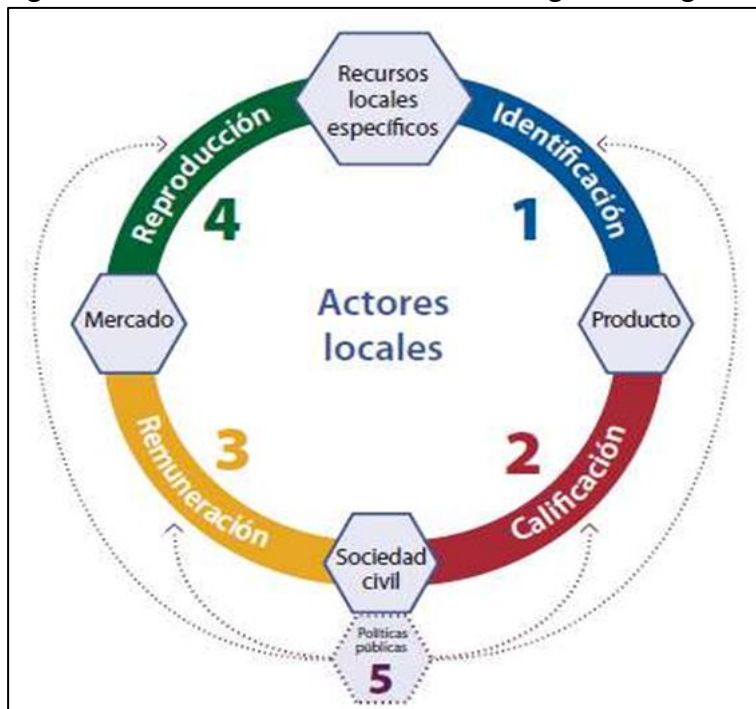 Recursos
locales
específicos
Identificación
1
Producto
2
Calificación
Sociedad
civil
3
Remuneración
Mercado
4
Reproducción
Actores
locales
Políticas
públicas
5